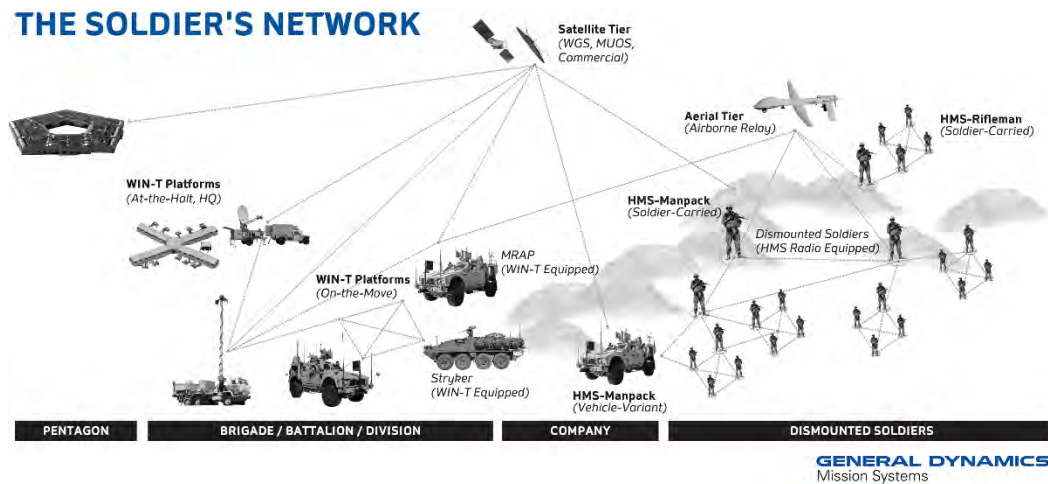 THE SOLDIER'S NETWORK
Satellite Tier
(WGS, MUOS,
Commercial)
Aerial Tier
(Airborne Relay)
HMS-Rifleman
(Soldier-Carried)
WIN-T Platforms
(At-the-Halt, HQ)
HMS-Manpack
(Soldier-Carried)
Dismounted Soldiers
(HMS Radio Equipped)
MRAP
(WIN-T Equipped)
WIN-T Platforms
(On-the-Move)
Stryker
(WIN-T Equipped)
HMS-Manpack
(Vehicle-Variant)
PENTAGON
BRIGADE / BATTALION / DIVISION
COMPANY
DISMOUNTED SOLDIERS
GENERAL DYNAMICS
Mission Systems